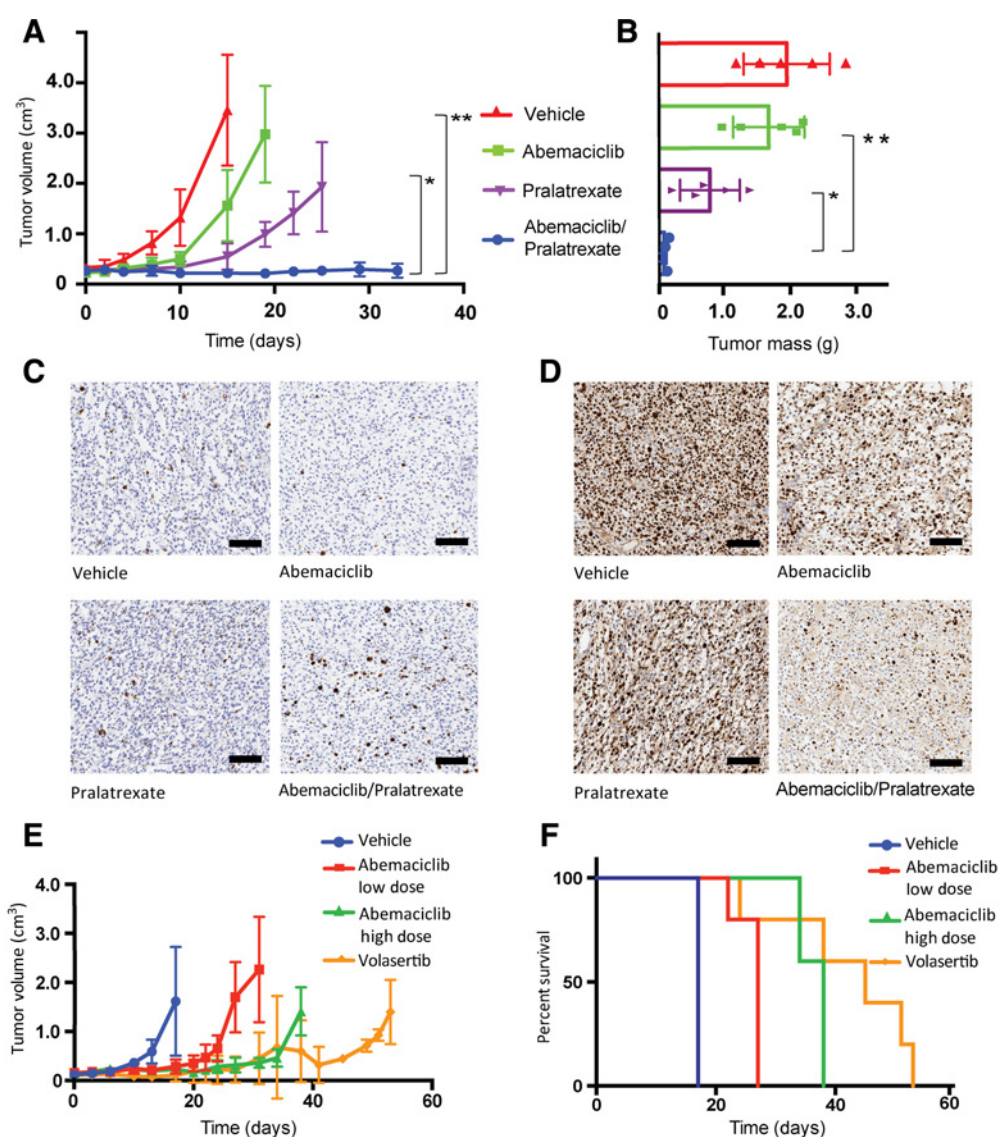 A
Tumor volume (cm3)
4.0
3.0
2.0
1.0
0
0
10
20
30
40
Time (days)
*
**
Vehicle
Abemaciclib
Pralatrexate
Abemaciclib/
Pralatrexate
B
*
**
0
1.0
2.0
3.0
Tumor mass (g)
C
Vehicle
Abemaciclib
Pralatrexate
Abemaciclib/Pralatrexate
D
Vehicle
Abemaciclib
Pralatrexate
Abemaciclib/Pralatrexate
E
Vehicle
Abemaciclib
low dose
Abemaciclib
high dose
Volasertib
Tumor volume (cm3)
4.0
3.0
2.0
1.0
0
0
20
40
60
Time (days)
F
Vehicle
Abemaciclib
low dose
Abemaciclib
high dose
Volasertib
Percent survival
100
50
0
0
20
40
60
Time (days)